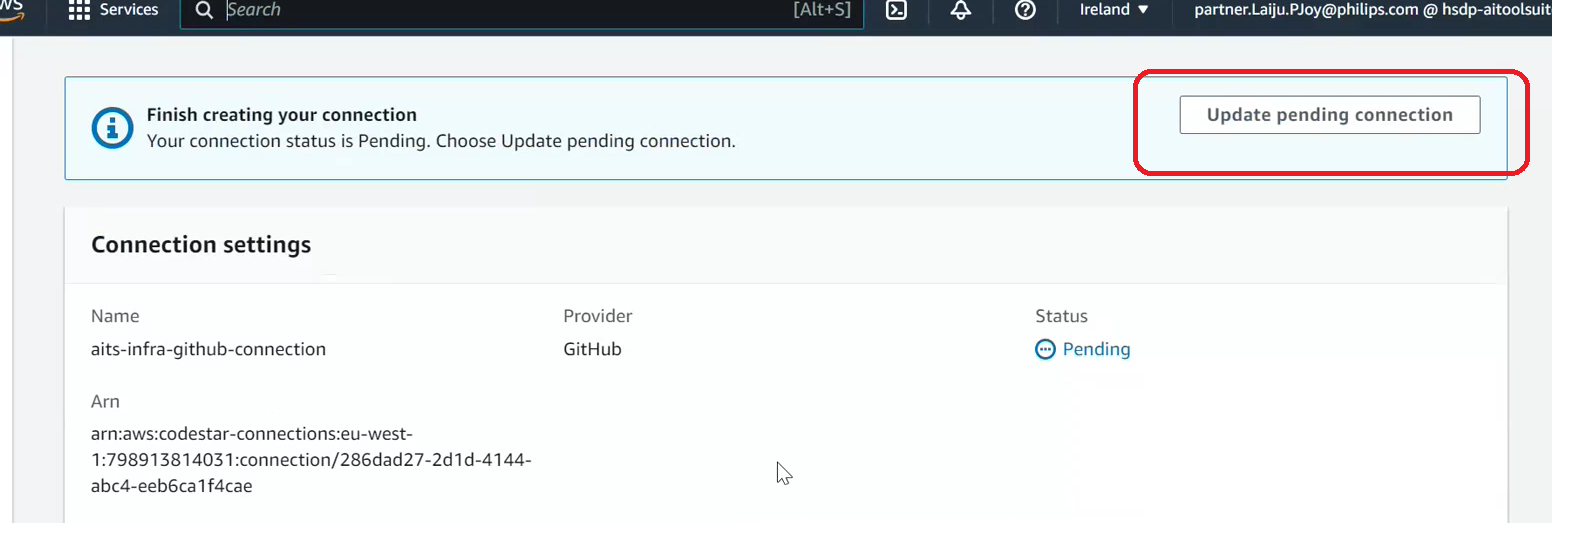 Services
Search
[Alt+S]
Ireland
partner.Laiju.PJoy@philips.com @ hsdp-aitoolsuit
Finish creating your connection
Your connection status is Pending. Choose Update pending connection.
Update pending connection
Connection settings
Name
aits-infra-github-connection
Provider
GitHub
Status
Pending
Arn
arn:aws:codestar-connections:eu-west-
1:798913814031:connection/286dad27-2d1d-4144-
abc4-eeb6ca1f4cae